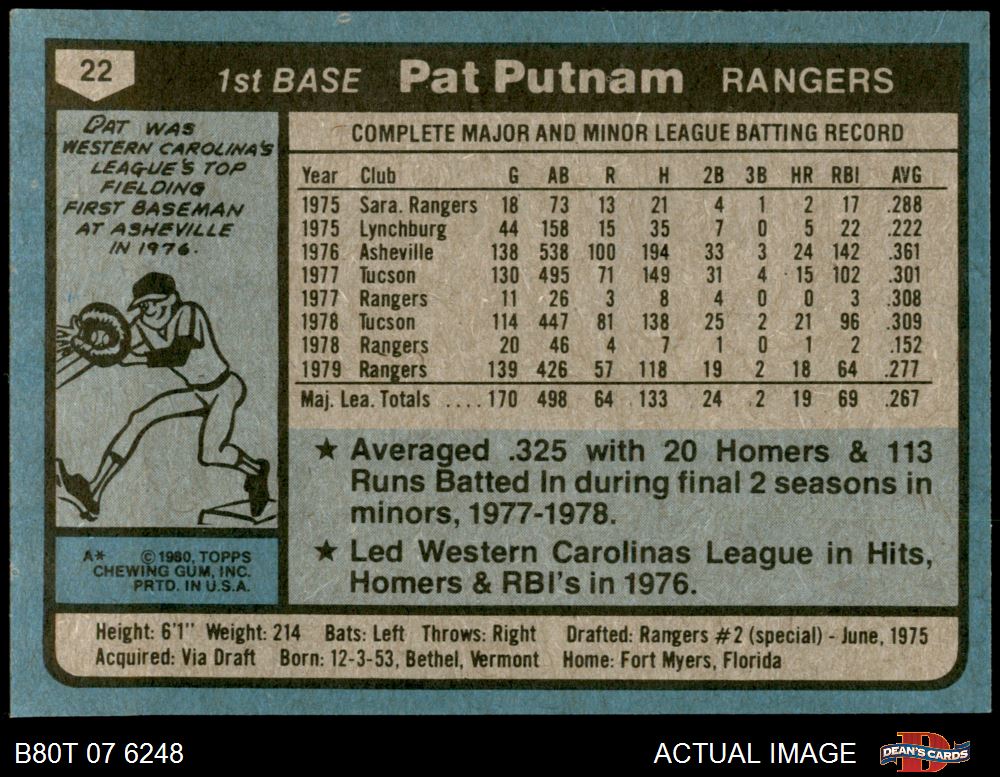 22
1st BASE Pat Putnam RANGERS
PAT WAS
WESTERN CAROLINA'S
LEAGUE'S TOP
FIELDING
FIRST BASEMAN
AT ASHEVILLE
IN 1976.
COMPLETE MAJOR AND MINOR LEAGUE BATTING RECORD
Year Club G AB R H 2B 3B HR RBI AVG
1975 Sara. Rangers 18 73 13 21 4 1 2 17 .288
1975 Lynchburg 44 158 15 35 7 0 5 22 .222
1976 Asheville 138 538 100 194 33 3 24 142 .361
1977 Tucson 130 495 71 149 31 4 15 102 .301
1977 Rangers 11 26 3 8 4 0 0 3 .308
1978 Tucson 114 447 81 138 25 2 21 96 .309
1978 Rangers 20 46 4 7 1 0 1 2 .152
1979 Rangers 139 426 57 118 19 2 18 64 .277
Maj. Lea. Totals ....170 498 64 133 24 2 19 69 .267
★ Averaged .325 with 20 Homers & 113
Runs Batted In during final 2 seasons in
minors, 1977-1978.
★ Led Western Carolinas League in Hits,
Homers & RBI's in 1976.
A* ©1980, TOPPS
CHEWING GUM, INC.
PRTD. IN U.S.A.
Height: 6'1" Weight: 214 Bats: Left Throws: Right Drafted: Rangers #2 (special) - June, 1975
Acquired: Via Draft Born: 12-3-53, Bethel, Vermont Home: Fort Myers, Florida
B80T 07 6248
ACTUAL IMAGE
D
DEAN'S CARDS